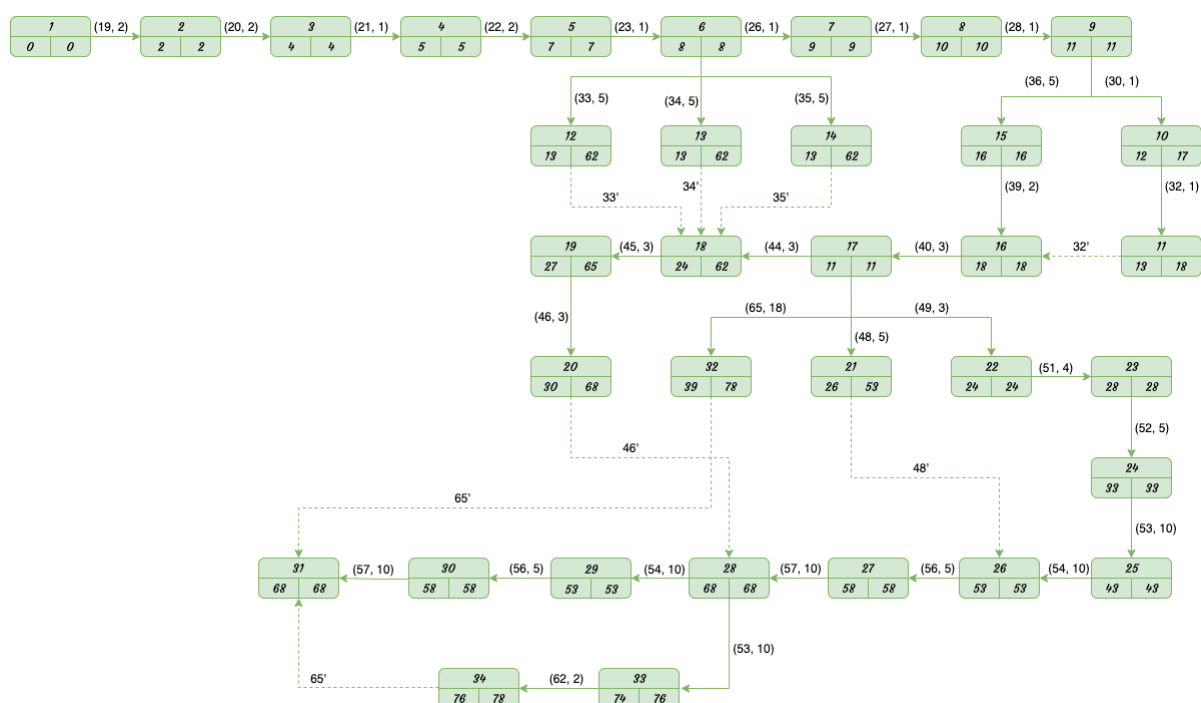 1 (19, 2) 2 (20, 2) 3 (21, 1) 4 (22, 2) 5 (23, 1) 6 (26, 1) 7 (27, 1) 8 (28, 1) 9
0 0 2 2 4 4 5 5 7 7 8 8 9 9 10 10 11 11
(36, 5) (30, 1)
(33, 5) (34, 5) (35, 5)
12 13 14 15 10
13 62 13 62 13 62 16 16 12 17
33' 34' 35' (39, 2) (32, 1)
19 (45, 3) 18 (44, 3) 17 (40, 3) 16 32' 11
27 65 24 62 11 11 18 18 13 18
(46, 3) (65, 18) (48, 5) (49, 3)
20 32 21 22 (51, 4) 23
30 68 39 78 26 53 24 24 28 28
(52, 5)
46' 48' 24
65' 33 33
(53, 10)
31 (57, 10) 30 (56, 5) 29 (54, 10) 28 (57, 10) 27 (56, 5) 26 (54, 10) 25
68 68 58 58 53 53 68 68 58 58 53 53 43 43
(53, 10)
65' 34 (62, 2) 33
76 78 74 76